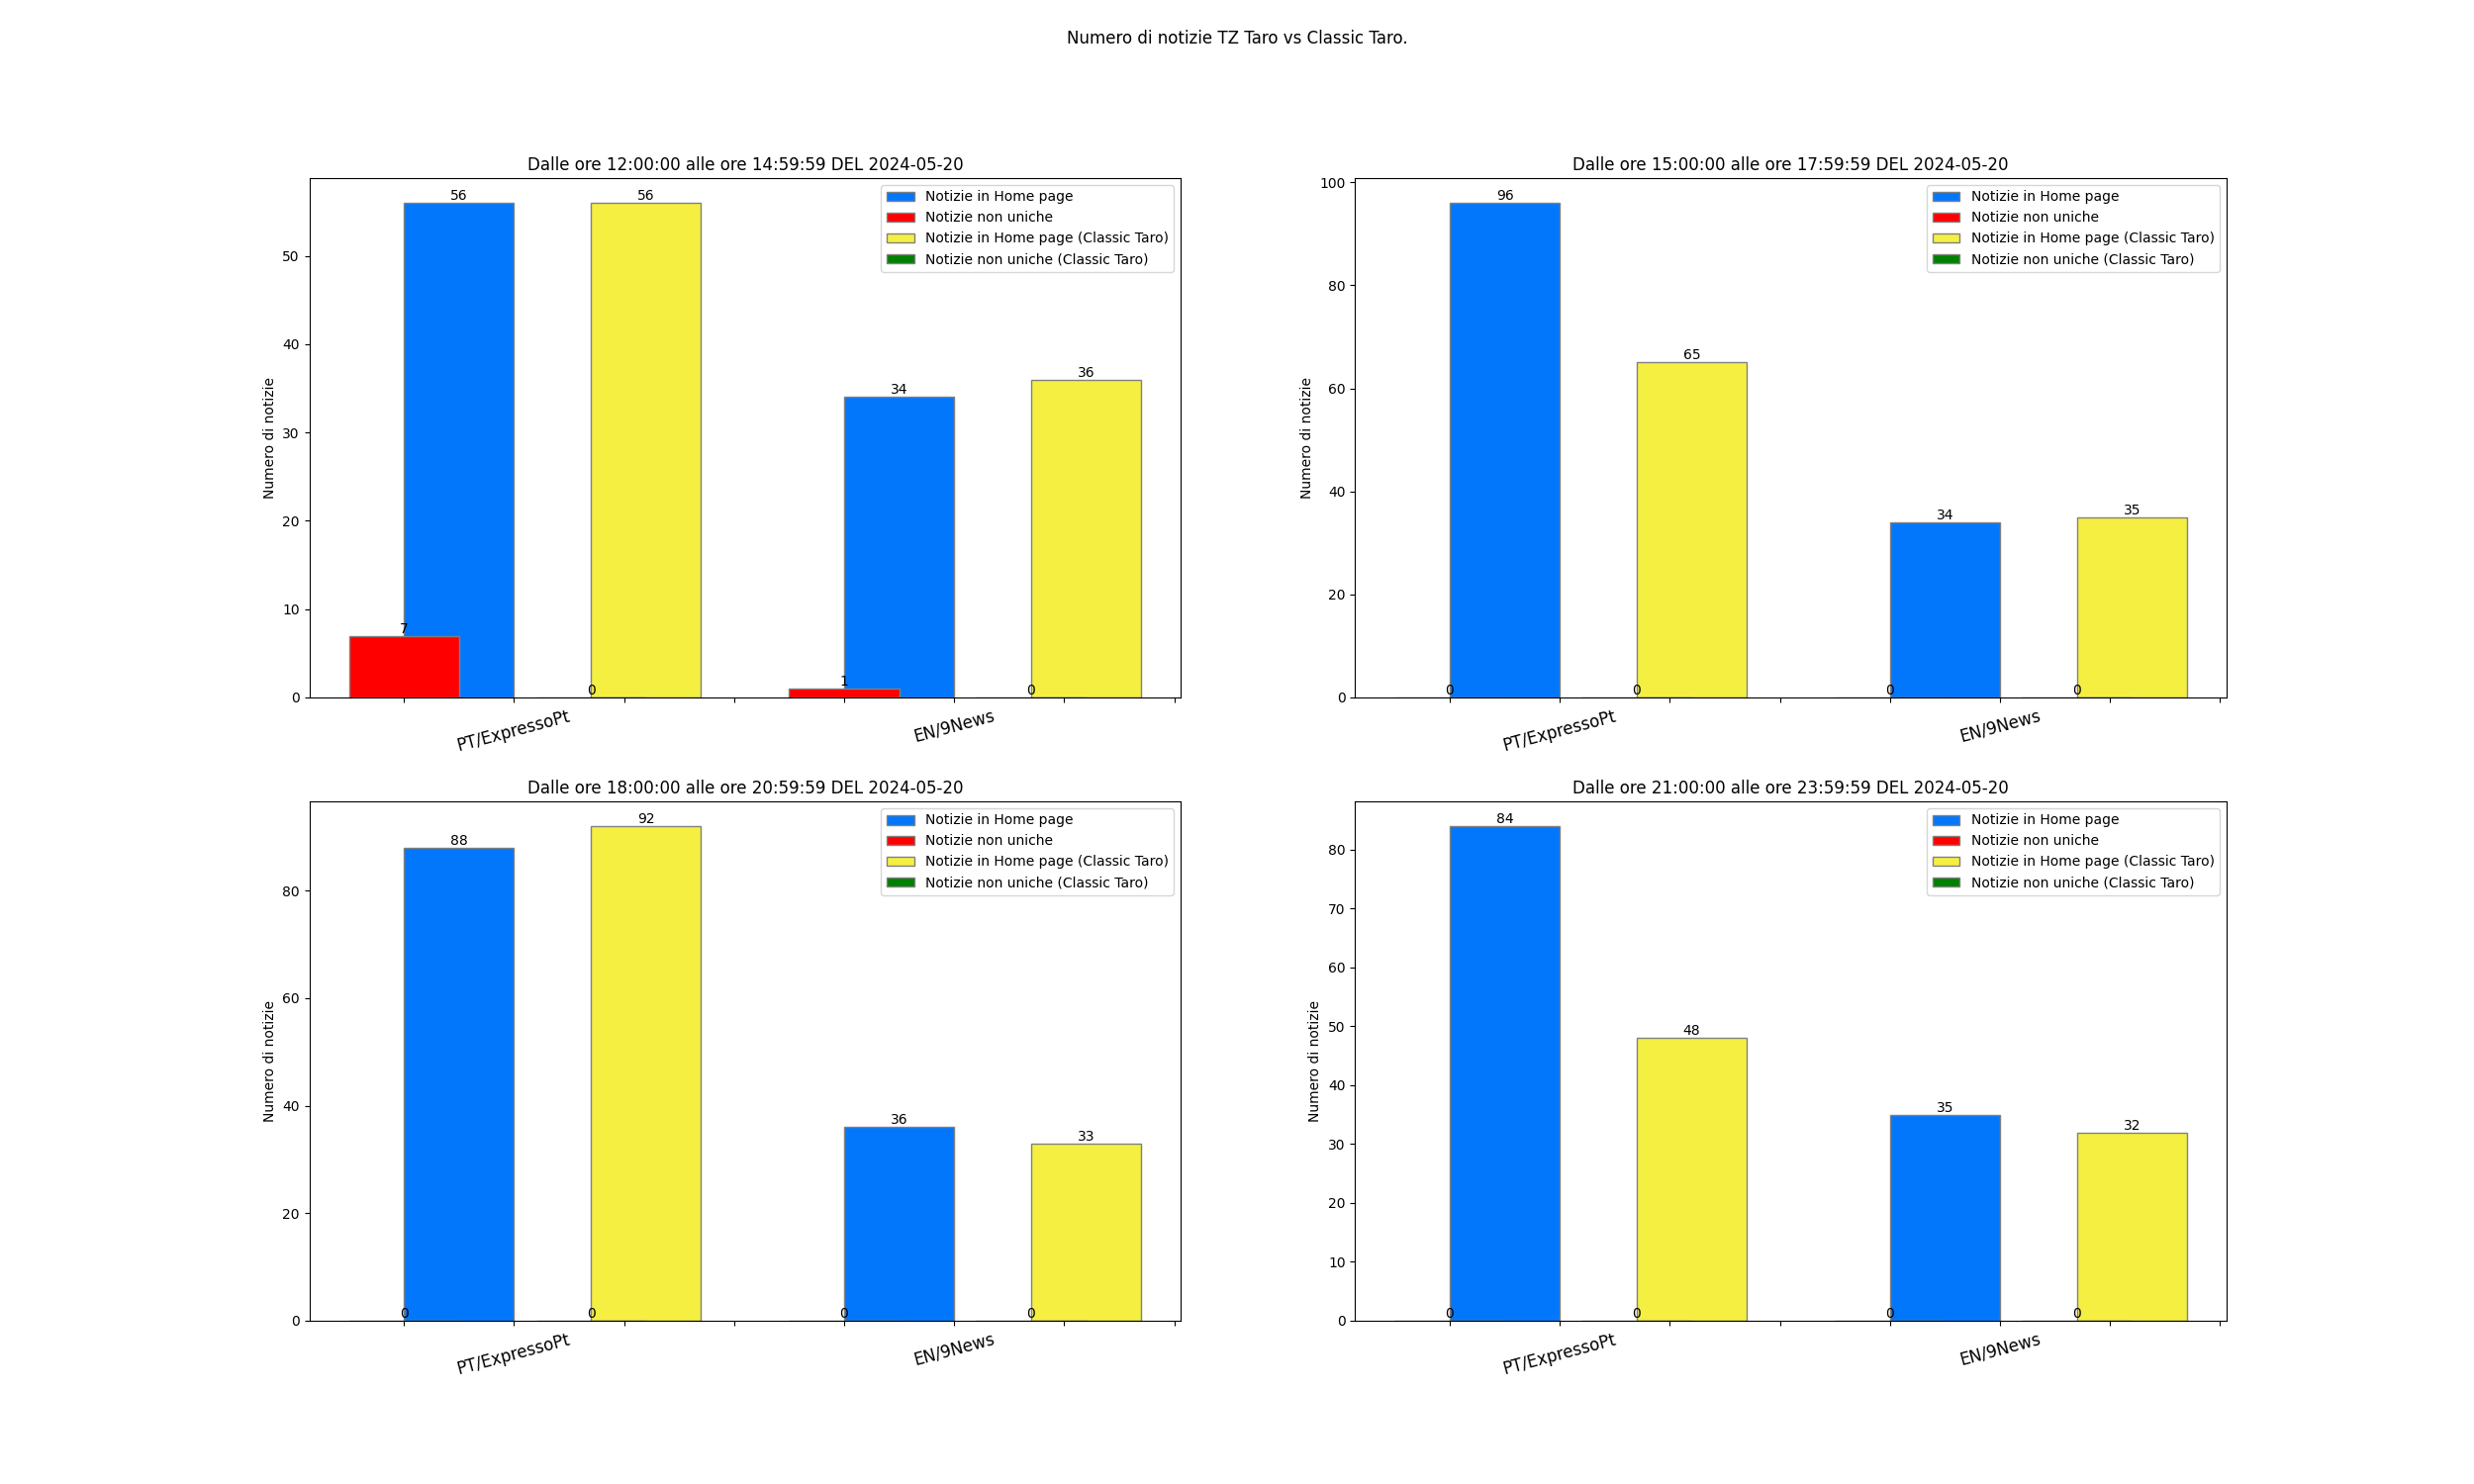 Numero di notizie TZ Taro vs Classic Taro.
Dalle ore 12:00:00 alle ore 14:59:59 DEL 2024-05-20
Numero di notizie
50
40
30
20
10
0
56
56
34
36
7
0
1
0
Notizie in Home page
Notizie non uniche
Notizie in Home page (Classic Taro)
Notizie non uniche (Classic Taro)
PT/ExpressoPt
EN/9News
Dalle ore 15:00:00 alle ore 17:59:59 DEL 2024-05-20
Numero di notizie
100
80
60
40
20
0
96
65
34
35
0
0
0
0
Notizie in Home page
Notizie non uniche
Notizie in Home page (Classic Taro)
Notizie non uniche (Classic Taro)
PT/ExpressoPt
EN/9News
Dalle ore 18:00:00 alle ore 20:59:59 DEL 2024-05-20
Numero di notizie
80
60
40
20
0
88
92
36
33
0
0
0
0
Notizie in Home page
Notizie non uniche
Notizie in Home page (Classic Taro)
Notizie non uniche (Classic Taro)
PT/ExpressoPt
EN/9News
Dalle ore 21:00:00 alle ore 23:59:59 DEL 2024-05-20
Numero di notizie
80
70
60
50
40
30
20
10
0
84
48
35
32
0
0
0
0
Notizie in Home page
Notizie non uniche
Notizie in Home page (Classic Taro)
Notizie non uniche (Classic Taro)
PT/ExpressoPt
EN/9News